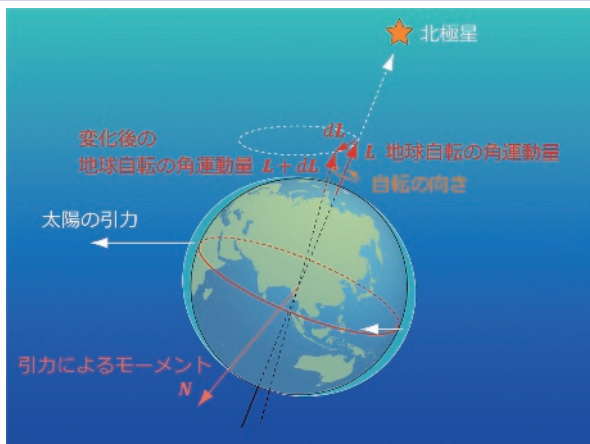 北極星
dL
変化後の
地球自転の角運動量 L+dL
L 地球自転の角運動量
自転の向き
太陽の引力
引力によるモーメント
N